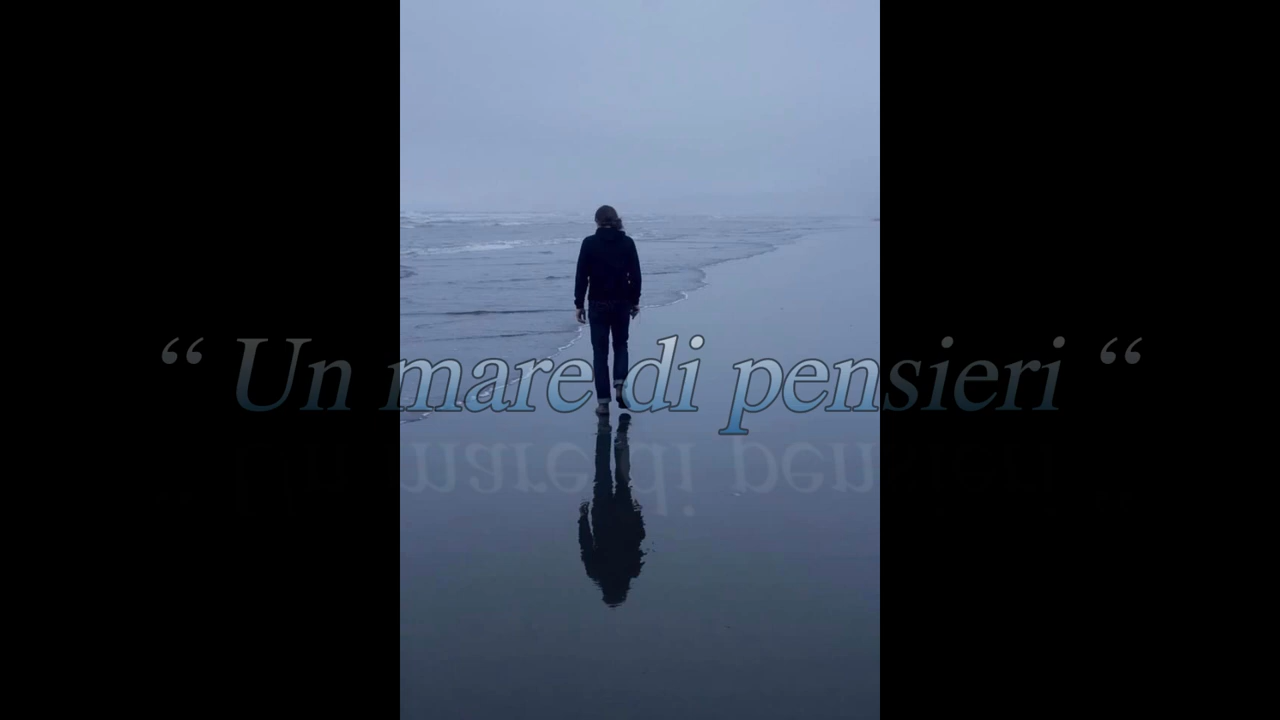 “ Un mare di pensieri “